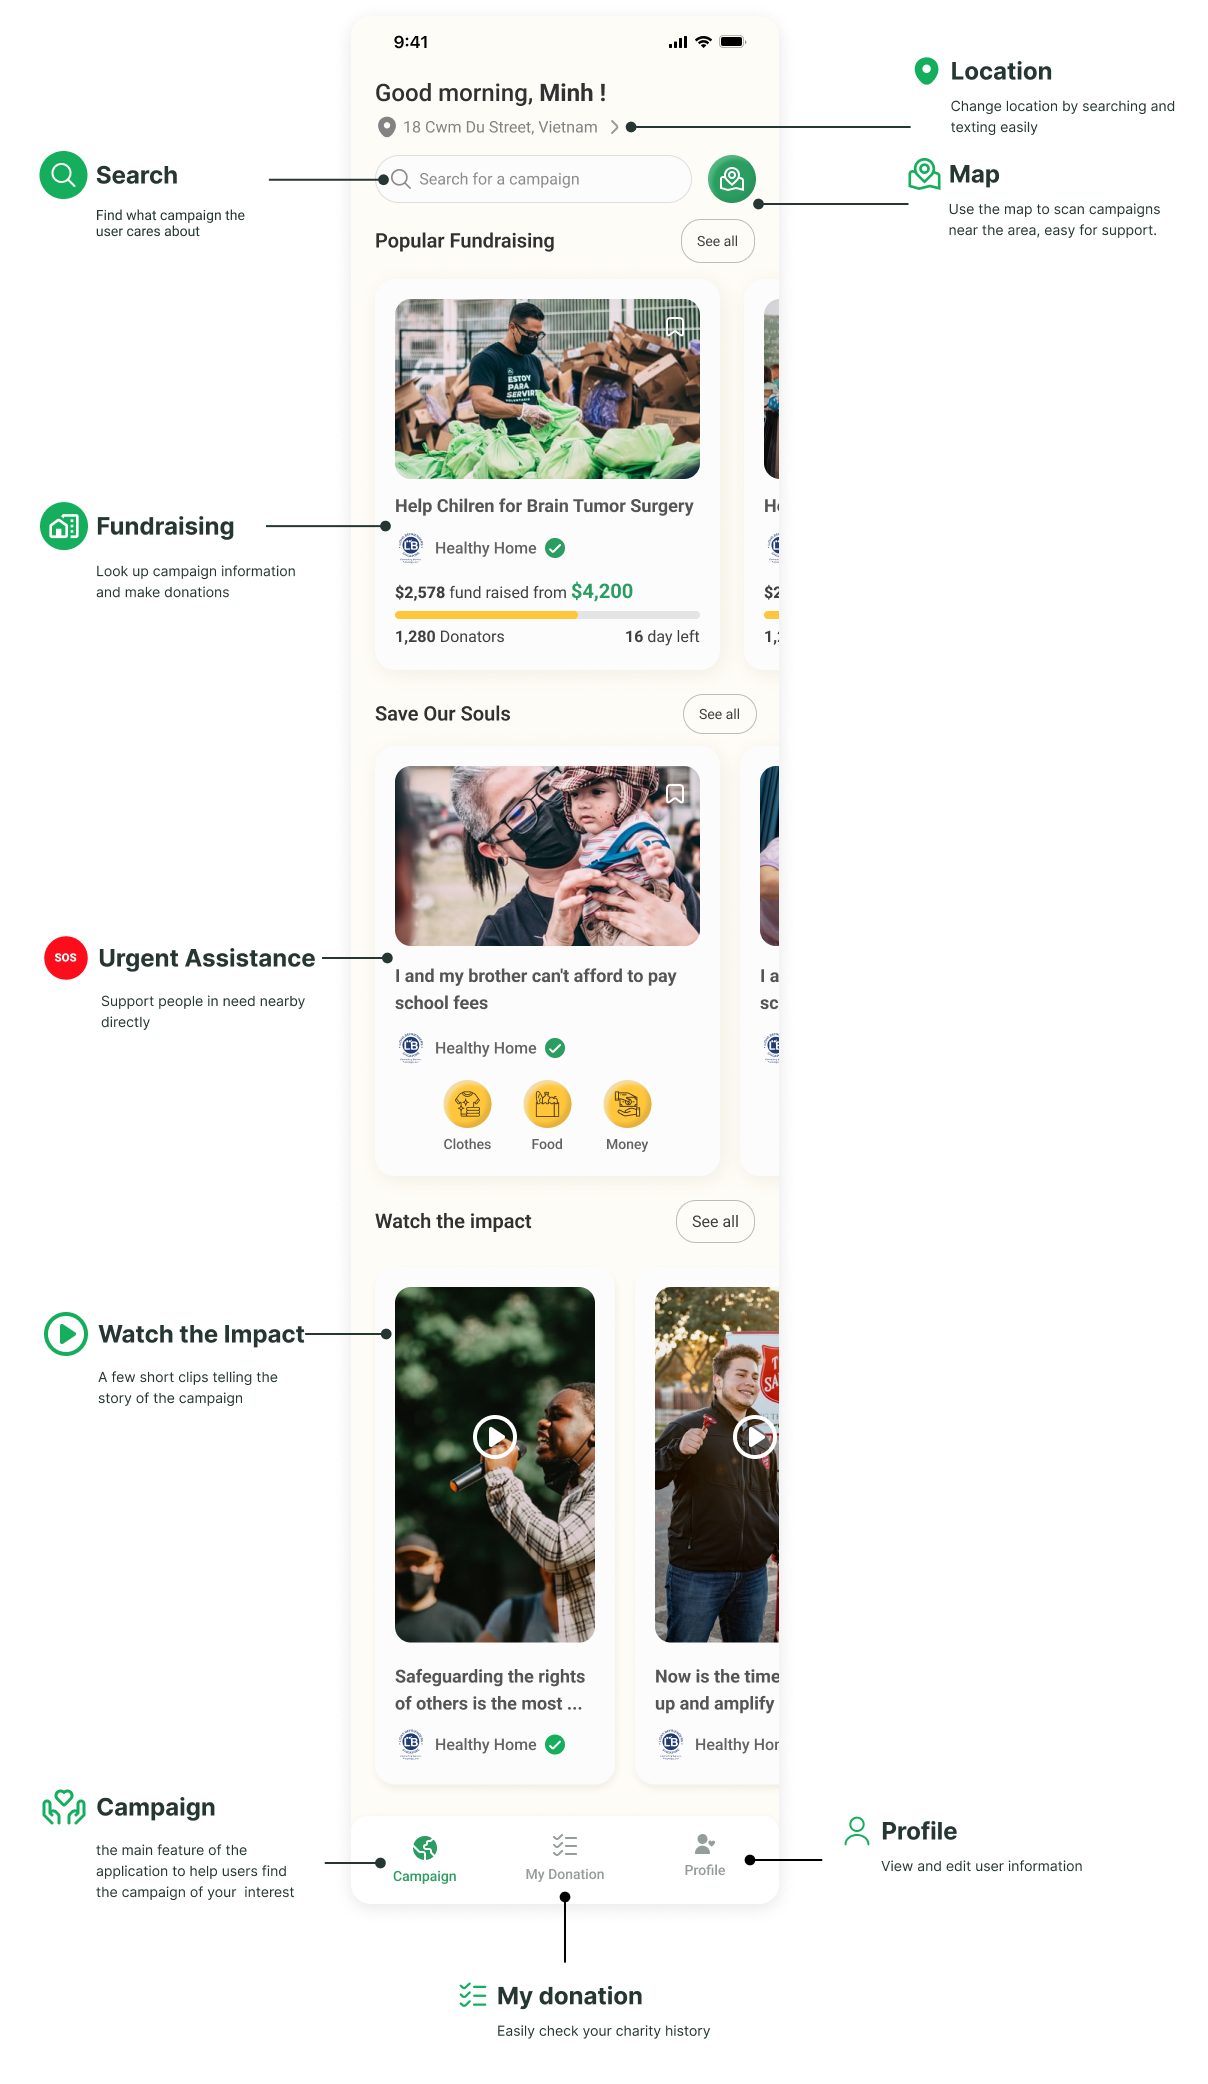 9:41
Good morning, Minh !
18 Cwm Du Street, Vietnam
Location
Change location by searching and
texting easily
Search
Find what campaign the
user cares about
Search for a campaign
Map
Use the map to scan campaigns
near the area, easy for support.
Popular Fundraising
See all
ESTOY
PARA
SERVIR
Fundraising
Look up campaign information
and make donations
Help Chilren for Brain Tumor Surgery
LB
Healthy Home
$2,578 fund raised from $4,200
1,280 Donators
16 day left
Save Our Souls
See all
SOS
Urgent Assistance
Support people in need nearby
directly
I and my brother can't afford to pay
school fees
LB
Healthy Home
Clothes
Food
Money
Watch the impact
See all
Watch the Impact
A few short clips telling the
story of the campaign
Safeguarding the rights
of others is the most ...
LB
Healthy Home
Now is the time
up and amplify
LB
Healthy Hor
Campaign
the main feature of the
application to help users find
the campaign of your  interest
Campaign
My Donation
Profile
Profile
View and edit user information
My donation
Easily check your charity history